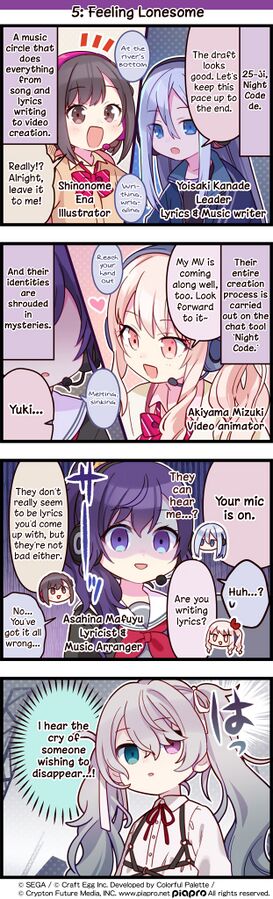 5: Feeling Lonesome
25-Ji,
Night
Code.
The draft
looks
good. Let's
keep this
pace up to
the end.
At the
river's
bottom
A music
circle that
does
everything
from
song and
lyrics
writing
to video
creation.
Really!?
Alright,
leave it
to me!
Shinonome
Ena
Illustrator
Writhing, wriggling
Yoisaki Kanade
Leader
Lyrics & Music writer
Their
entire
creation
process is
carried out
on the chat
tool
'Night
Code.'
My MV is
coming
along well,
too. Look
forward
to it-
Reach
your
hand
out
And their
identities
are
shrouded
in
mysteries.
Melting,
sinking
Yuki...
Akiyama Mizuki
Video animator
Your mic
is on.
They
can
hear
me...?
They don't
really seem to
be lyrics
you'd come
up with, but
they're not
bad either.
Huh...?
Are you
writing
lyrics?
No...
You've
got it all
wrong...
Asahina Mafuyu
Lyricist &
Music Arranger
はっ
I hear the
cry of
someone
wishing to
disappear...!
© SEGA / © Craft Egg Inc. Developed by Colorful Palette /
© Crypton Future Media, INC. www.piapro.net piapro All rights reserved.